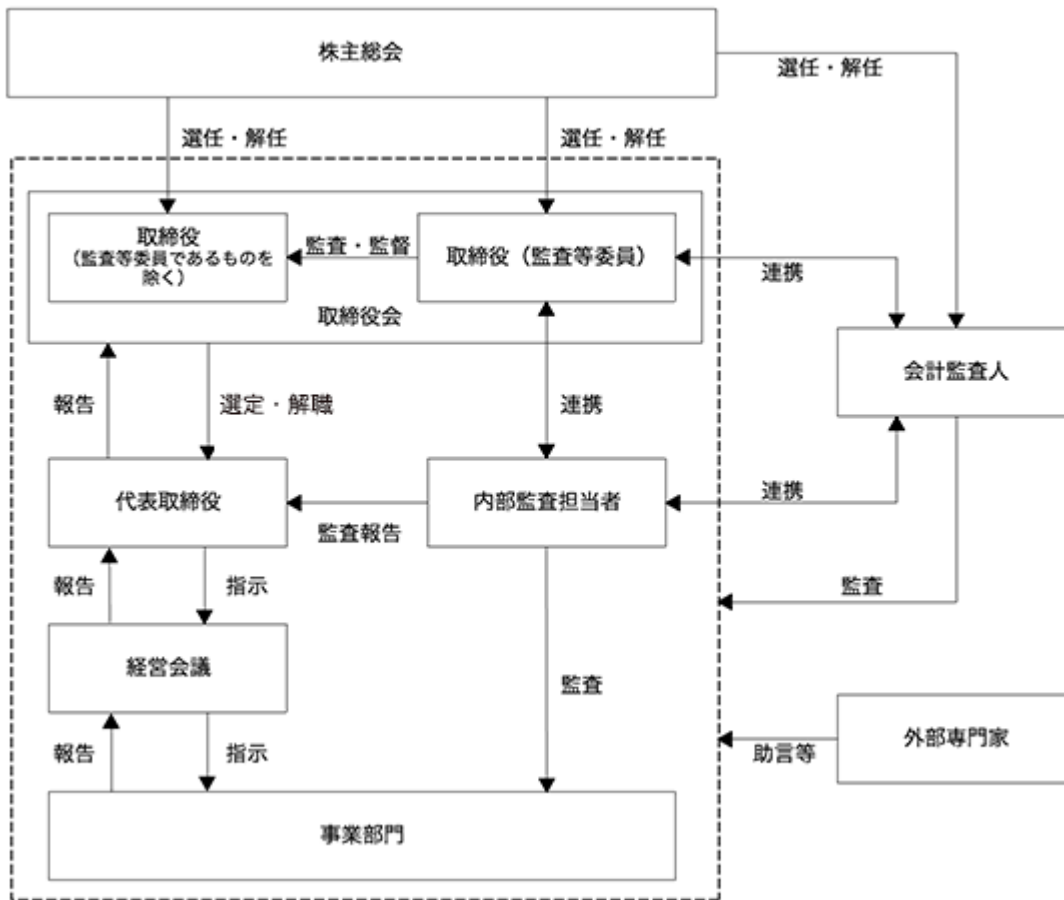 株主総会
選任・解任
選任・解任
選任・解任
取締役
(監査等委員であるものを
除く)
監査・監督
取締役（監査等委員）
連携
取締役会
会計監査人
報告
選定・解職
連携
代表取締役
監査報告
内部監査担当者
連携
報告
指示
監査
経営会議
監査
報告
指示
助言等
外部専門家
事業部門